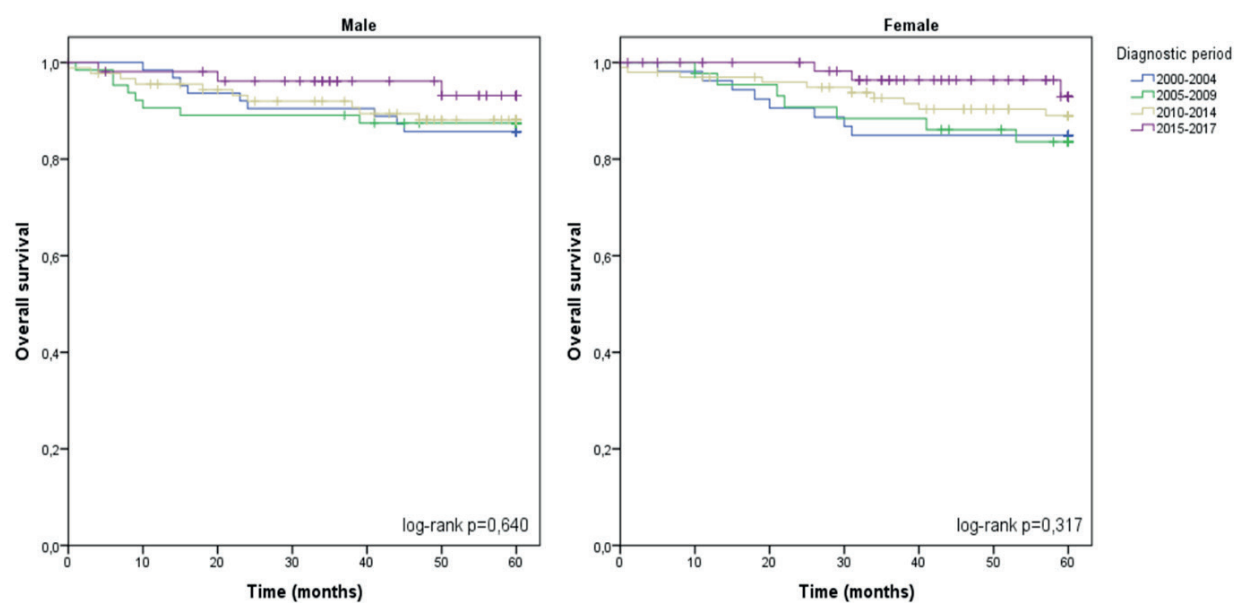 Male
Female
Overall survival
1,0
0,8
0,6
0,4
0,2
0,0
log-rank p=0,640
0 10 20 30 40 50 60
Time (months)
Overall survival
1,0
0,8
0,6
0,4
0,2
0,0
log-rank p=0,317
0 10 20 30 40 50 60
Time (months)
Diagnostic period
2000-2004
2005-2009
2010-2014
2015-2017